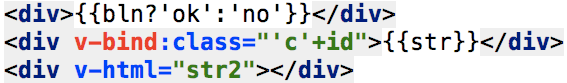 <div>{{bln?'ok':'no'}}</div>
<div v-bind:class="'c'+id">{{str}}</div>
<div v-html="str2"></div>